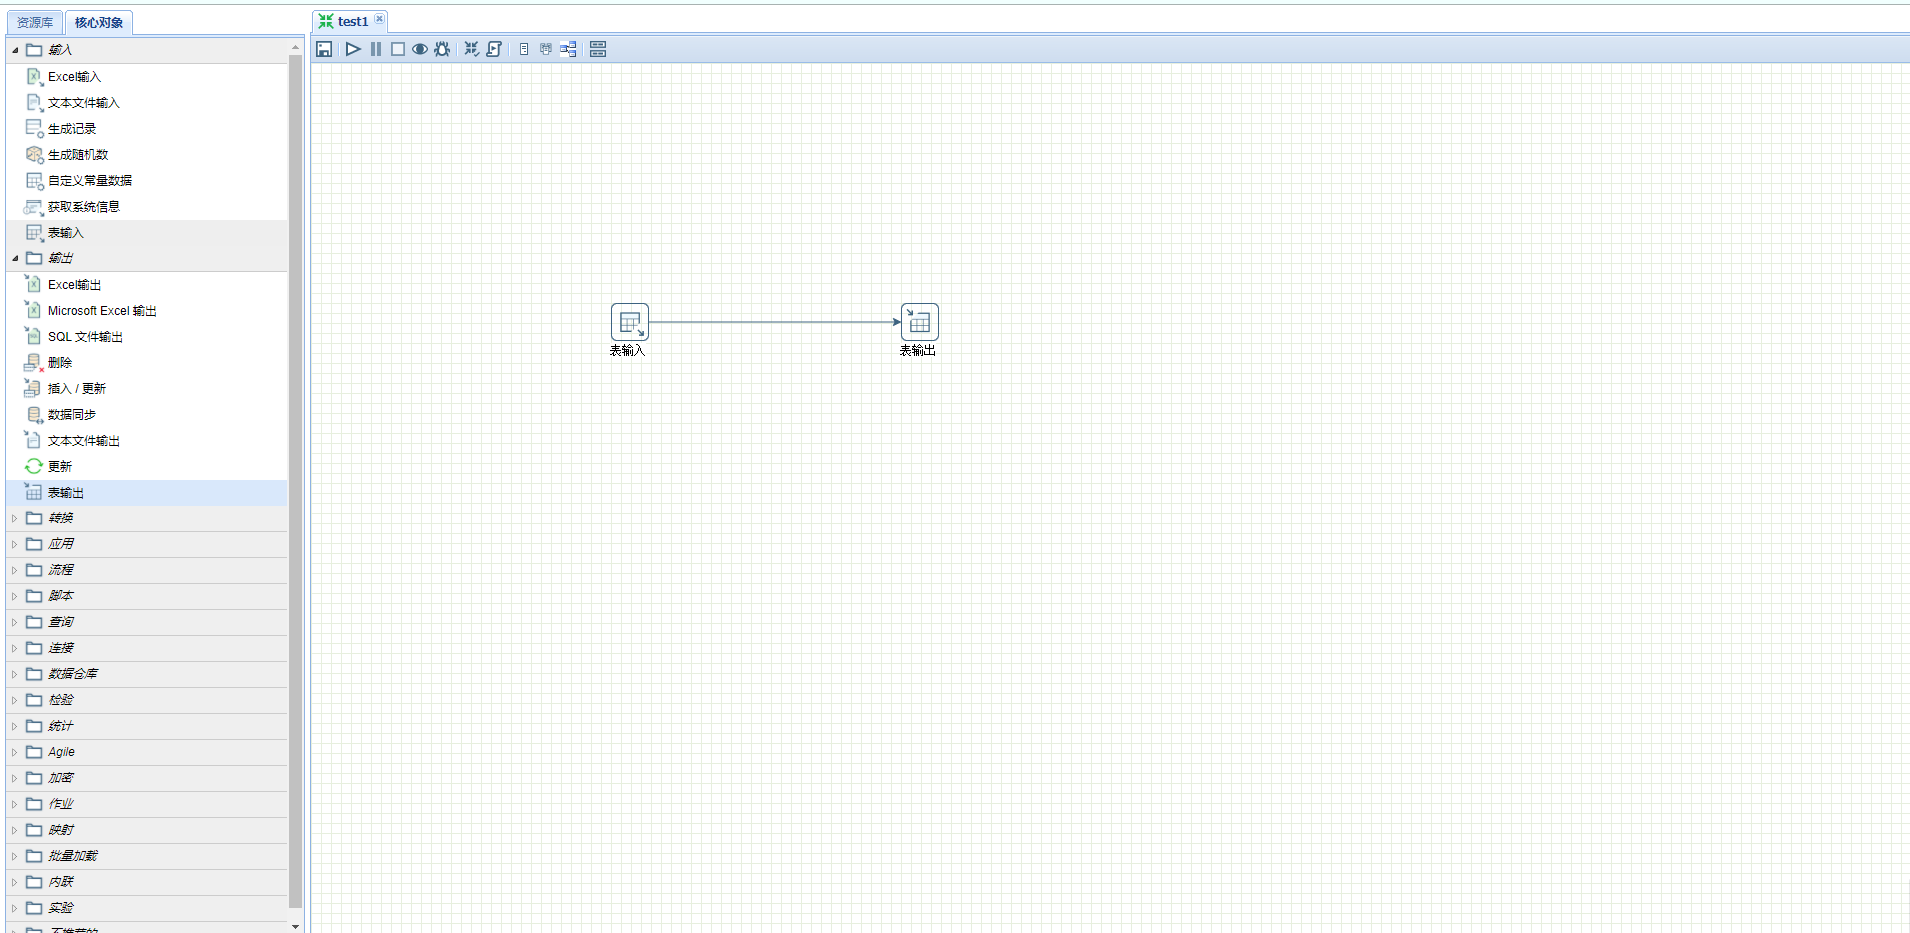 资源库 核心对象
test1
输入
Excel输入
文本文件输入
生成记录
生成随机数
自定义常量数据
获取系统信息
表输入
输出
Excel输出
Microsoft Excel 输出
SQL 文件输出
删除
插入 / 更新
数据同步
文本文件输出
更新
表输出
转换
应用
流程
脚本
查询
连接
数据仓库
检验
统计
Agile
加密
作业
映射
批量加载
内联
实验
不推荐的
表输入
表输出